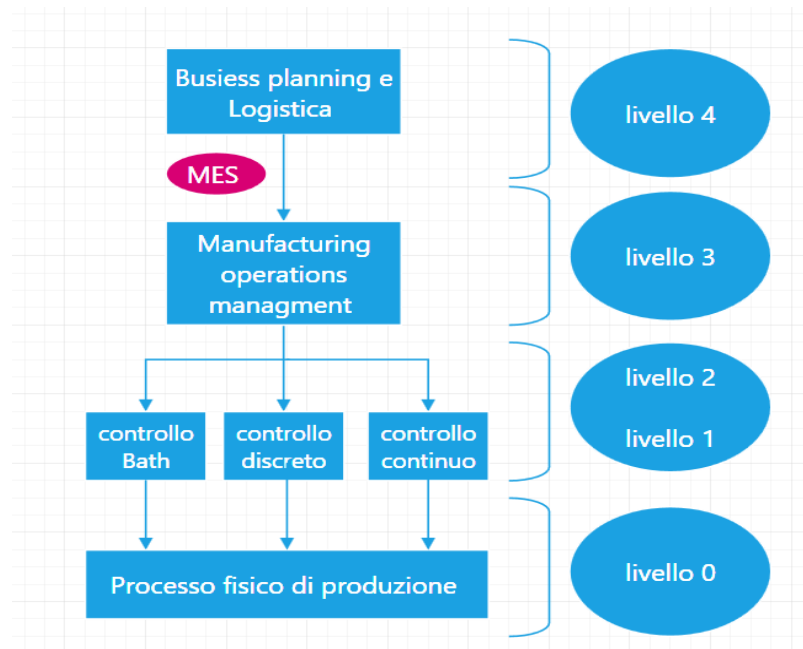 Busiess planning e
Logistica
livello 4
MES
Manufacturing
operations
managment
livello 3
controllo
Bath
controllo
discreto
controllo
continuo
livello 2
livello 1
Processo fisico di produzione
livello 0